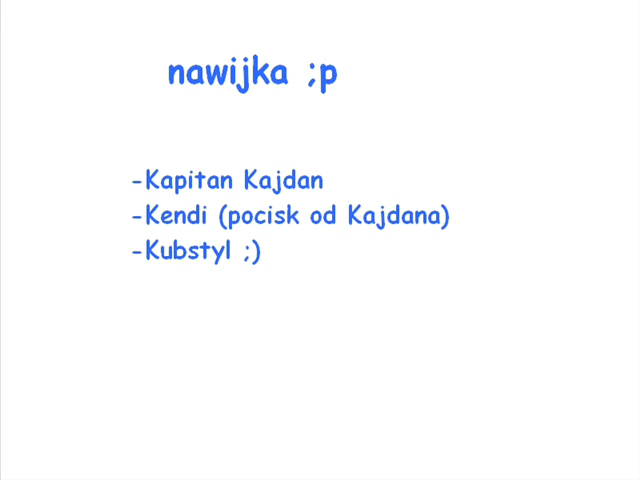 nawijka ;p
-Kapitan Kajdan
-Kendi (pocisk od Kajdana)
-Kubstyl ;)